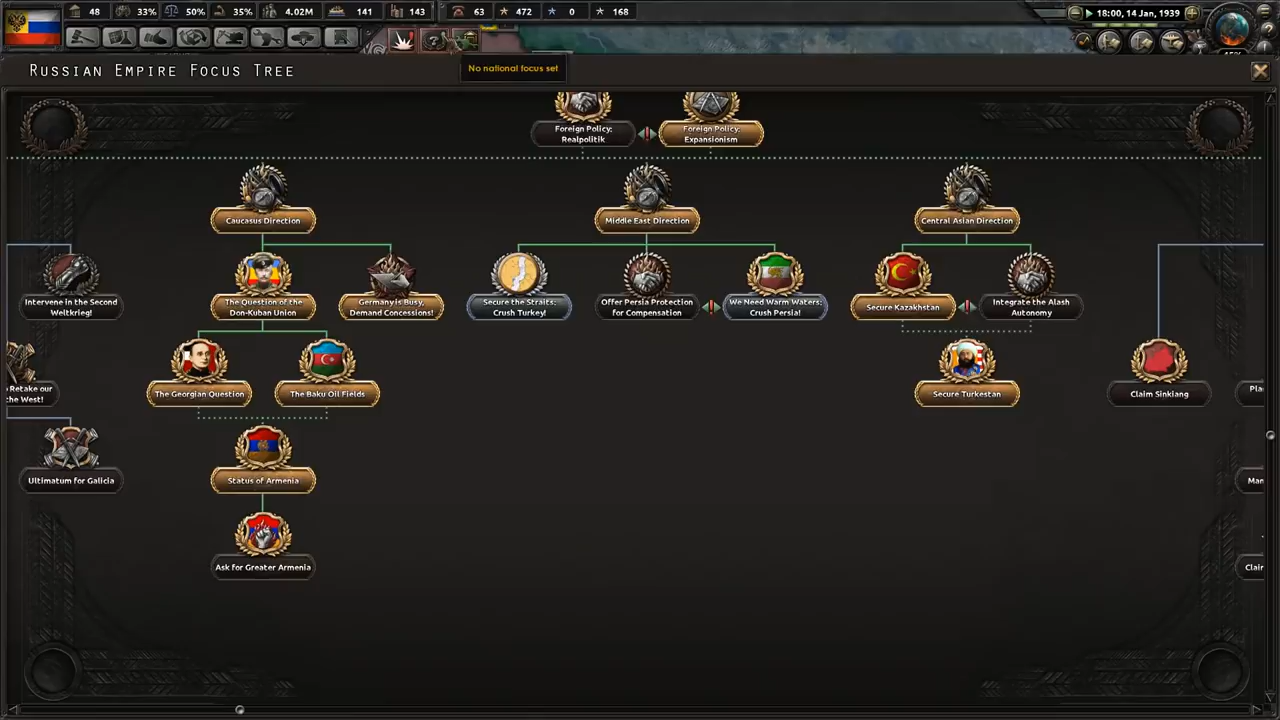 48 33% 50% 35% 4.02M 141 143 63 472 0 168 18:00, 14 Jan, 1939
No national focus set
Russian Empire Focus Tree
Foreign Policy: Realpolitik
Foreign Policy: Expansionism
Caucasus Direction
Middle East Direction
Central Asian Direction
Intervene in the Second
Weltkrieg!
The Question of the
Don-Kuban Union
Germany is Busy,
Demand Concessions!
Secure the Straits;
Crush Turkey!
Offer Persia Protection
for Compensation
We Need Warm Waters;
Crush Persia!
Secure Kazakhstan
Integrate the Alash
Autonomy
Retake our
the West!
The Georgian Question
The Baku Oil Fields
Secure Turkestan
Claim Sinkiang
Ultimatum for Galicia
Status of Armenia
Ask for Greater Armenia